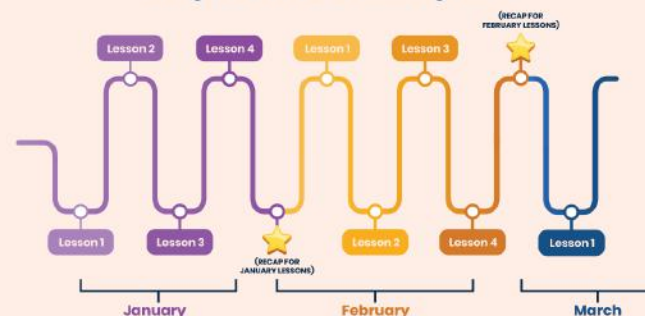 (RECAP FOR
FEBRUARY LESSONS)
Lesson 2
Lesson 4
Lesson 1
Lesson 3
Lesson 1
Lesson 3
Lesson 2
Lesson 4
Lesson 1
(RECAP FOR
JANUARY LESSONS)
January
February
March